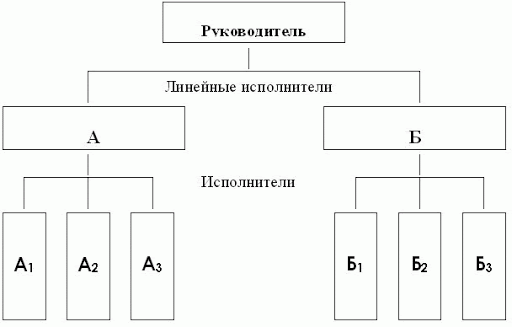 Руководитель
Линейные исполнители
А
Б
Исполнители
А1 А2 А3 Б1 Б2 Б3